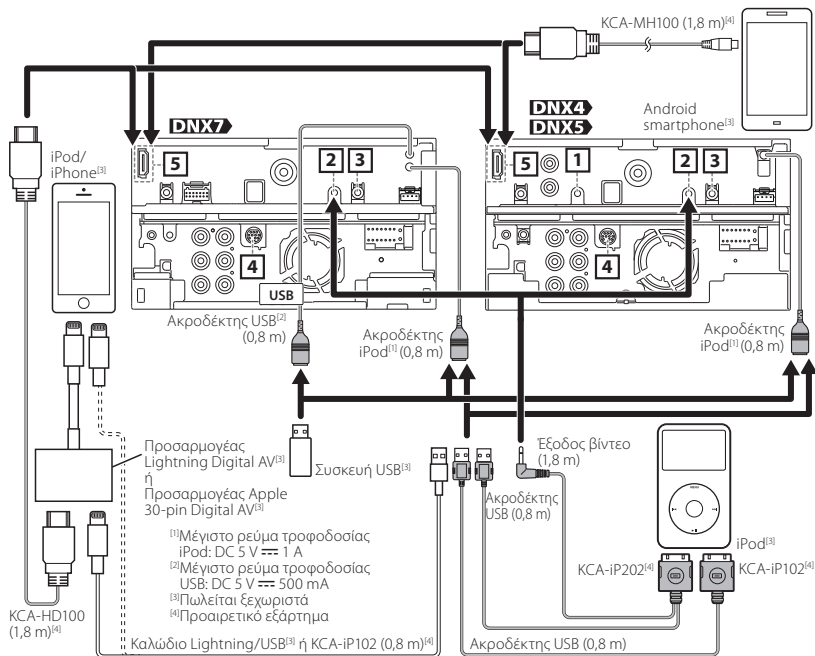 KCA-MH100 (1,8 m)[4]
DNX7
DNX4
DNX5
Android
smartphone[3]
iPod/
iPhone[3]
5
2
3
4
5
1
2
3
4
USB
Ακροδέκτης USB[2]
(0,8 m)
Ακροδέκτης
iPod[1] (0,8 m)
Ακροδέκτης
iPod[1] (0,8 m)
Προσαρμογέας
Lightning Digital AV[3]
ή
Προσαρμογέας Apple
30-pin Digital AV[3]
Συσκευή USB[3]
Έξοδος βίντεο
(1,8 m)
Ακροδέκτης
USB (0,8 m)
MENU
iPod[3]
KCA-iP202[4]
KCA-iP102[4]
[1]Μέγιστο ρεύμα τροφοδοσίας
iPod: DC 5 V ⎓ 1 A
[2]Μέγιστο ρεύμα τροφοδοσίας
USB: DC 5 V ⎓ 500 mA
[3]Πωλείται ξεχωριστά
[4]Προαιρετικό εξάρτημα
KCA-HD100
(1,8 m)[4]
Καλώδιο Lightning/USB[3] ή KCA-iP102 (0,8 m)[4]
Ακροδέκτης USB (0,8 m)